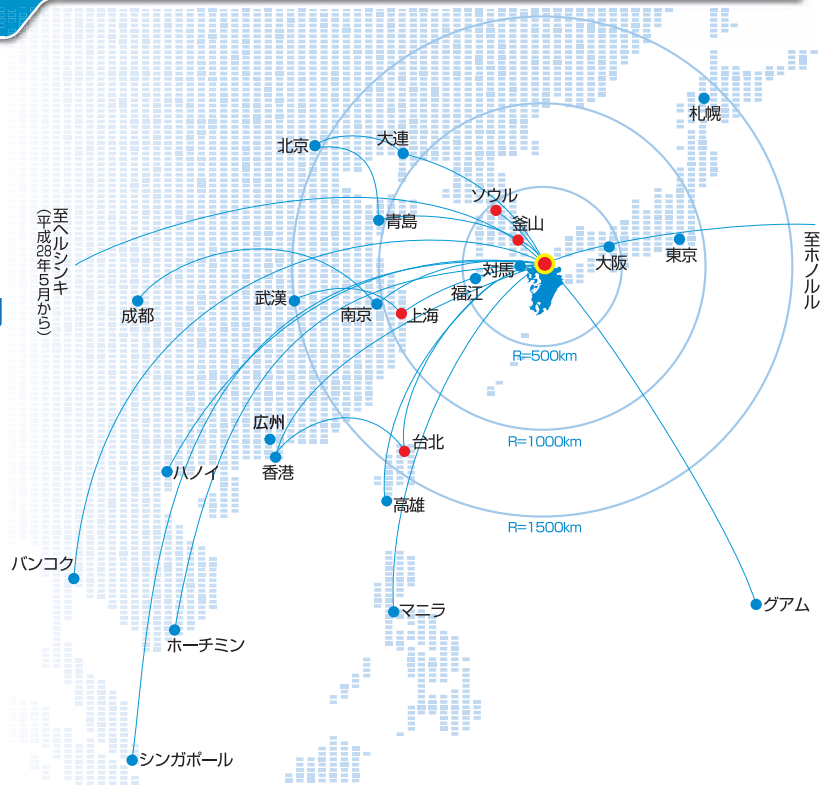 札幌
大連
北京
ソウル
釜山
青島
至ヘルシンキ
（平成28年5月から）
至ホノルル
東京
大阪
対馬
福江
武漢
南京
上海
成都
R=500km
広州
台北
R=1000km
ハノイ
香港
高雄
R=1500km
バンコク
マニラ
グアム
ホーチミン
シンガポール